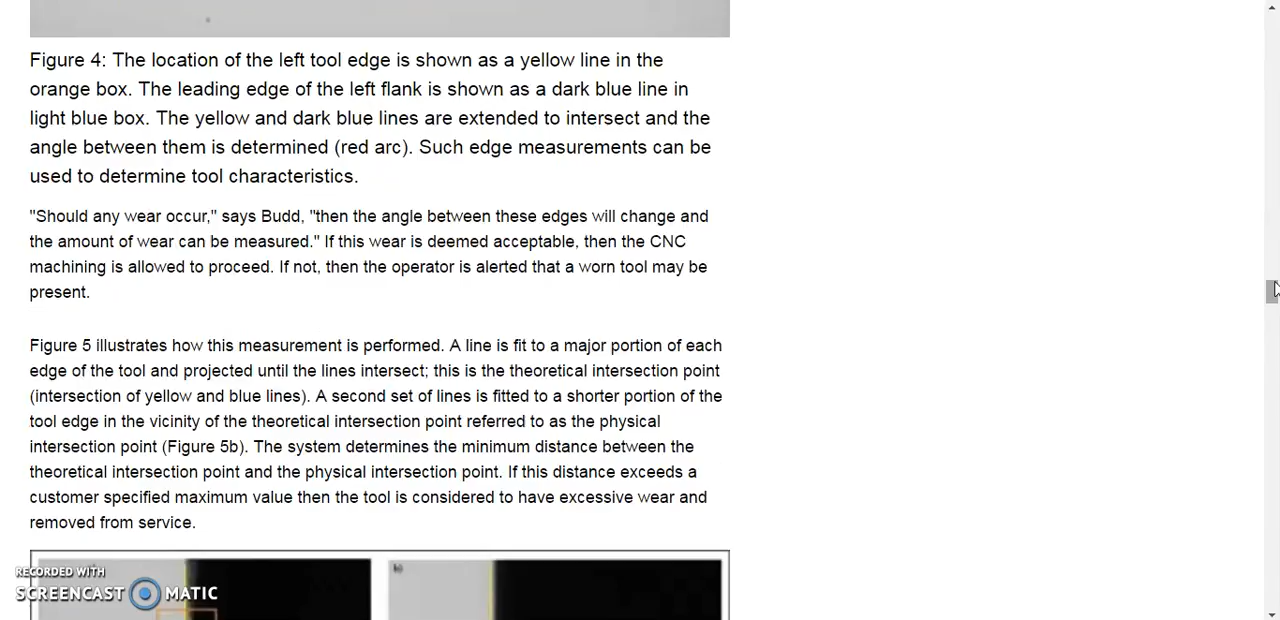 Figure 4: The location of the left tool edge is shown as a yellow line in the
orange box. The leading edge of the left flank is shown as a dark blue line in
light blue box. The yellow and dark blue lines are extended to intersect and the
angle between them is determined (red arc). Such edge measurements can be
used to determine tool characteristics.
"Should any wear occur," says Budd, "then the angle between these edges will change and
the amount of wear can be measured." If this wear is deemed acceptable, then the CNC
machining is allowed to proceed. If not, then the operator is alerted that a worn tool may be
present.
Figure 5 illustrates how this measurement is performed. A line is fit to a major portion of each
edge of the tool and projected until the lines intersect; this is the theoretical intersection point
(intersection of yellow and blue lines). A second set of lines is fitted to a shorter portion of the
tool edge in the vicinity of the theoretical intersection point referred to as the physical
intersection point (Figure 5b). The system determines the minimum distance between the
theoretical intersection point and the physical intersection point. If this distance exceeds a
customer specified maximum value then the tool is considered to have excessive wear and
removed from service.
b)
RECORDED WITH
SCREENCAST MATIC